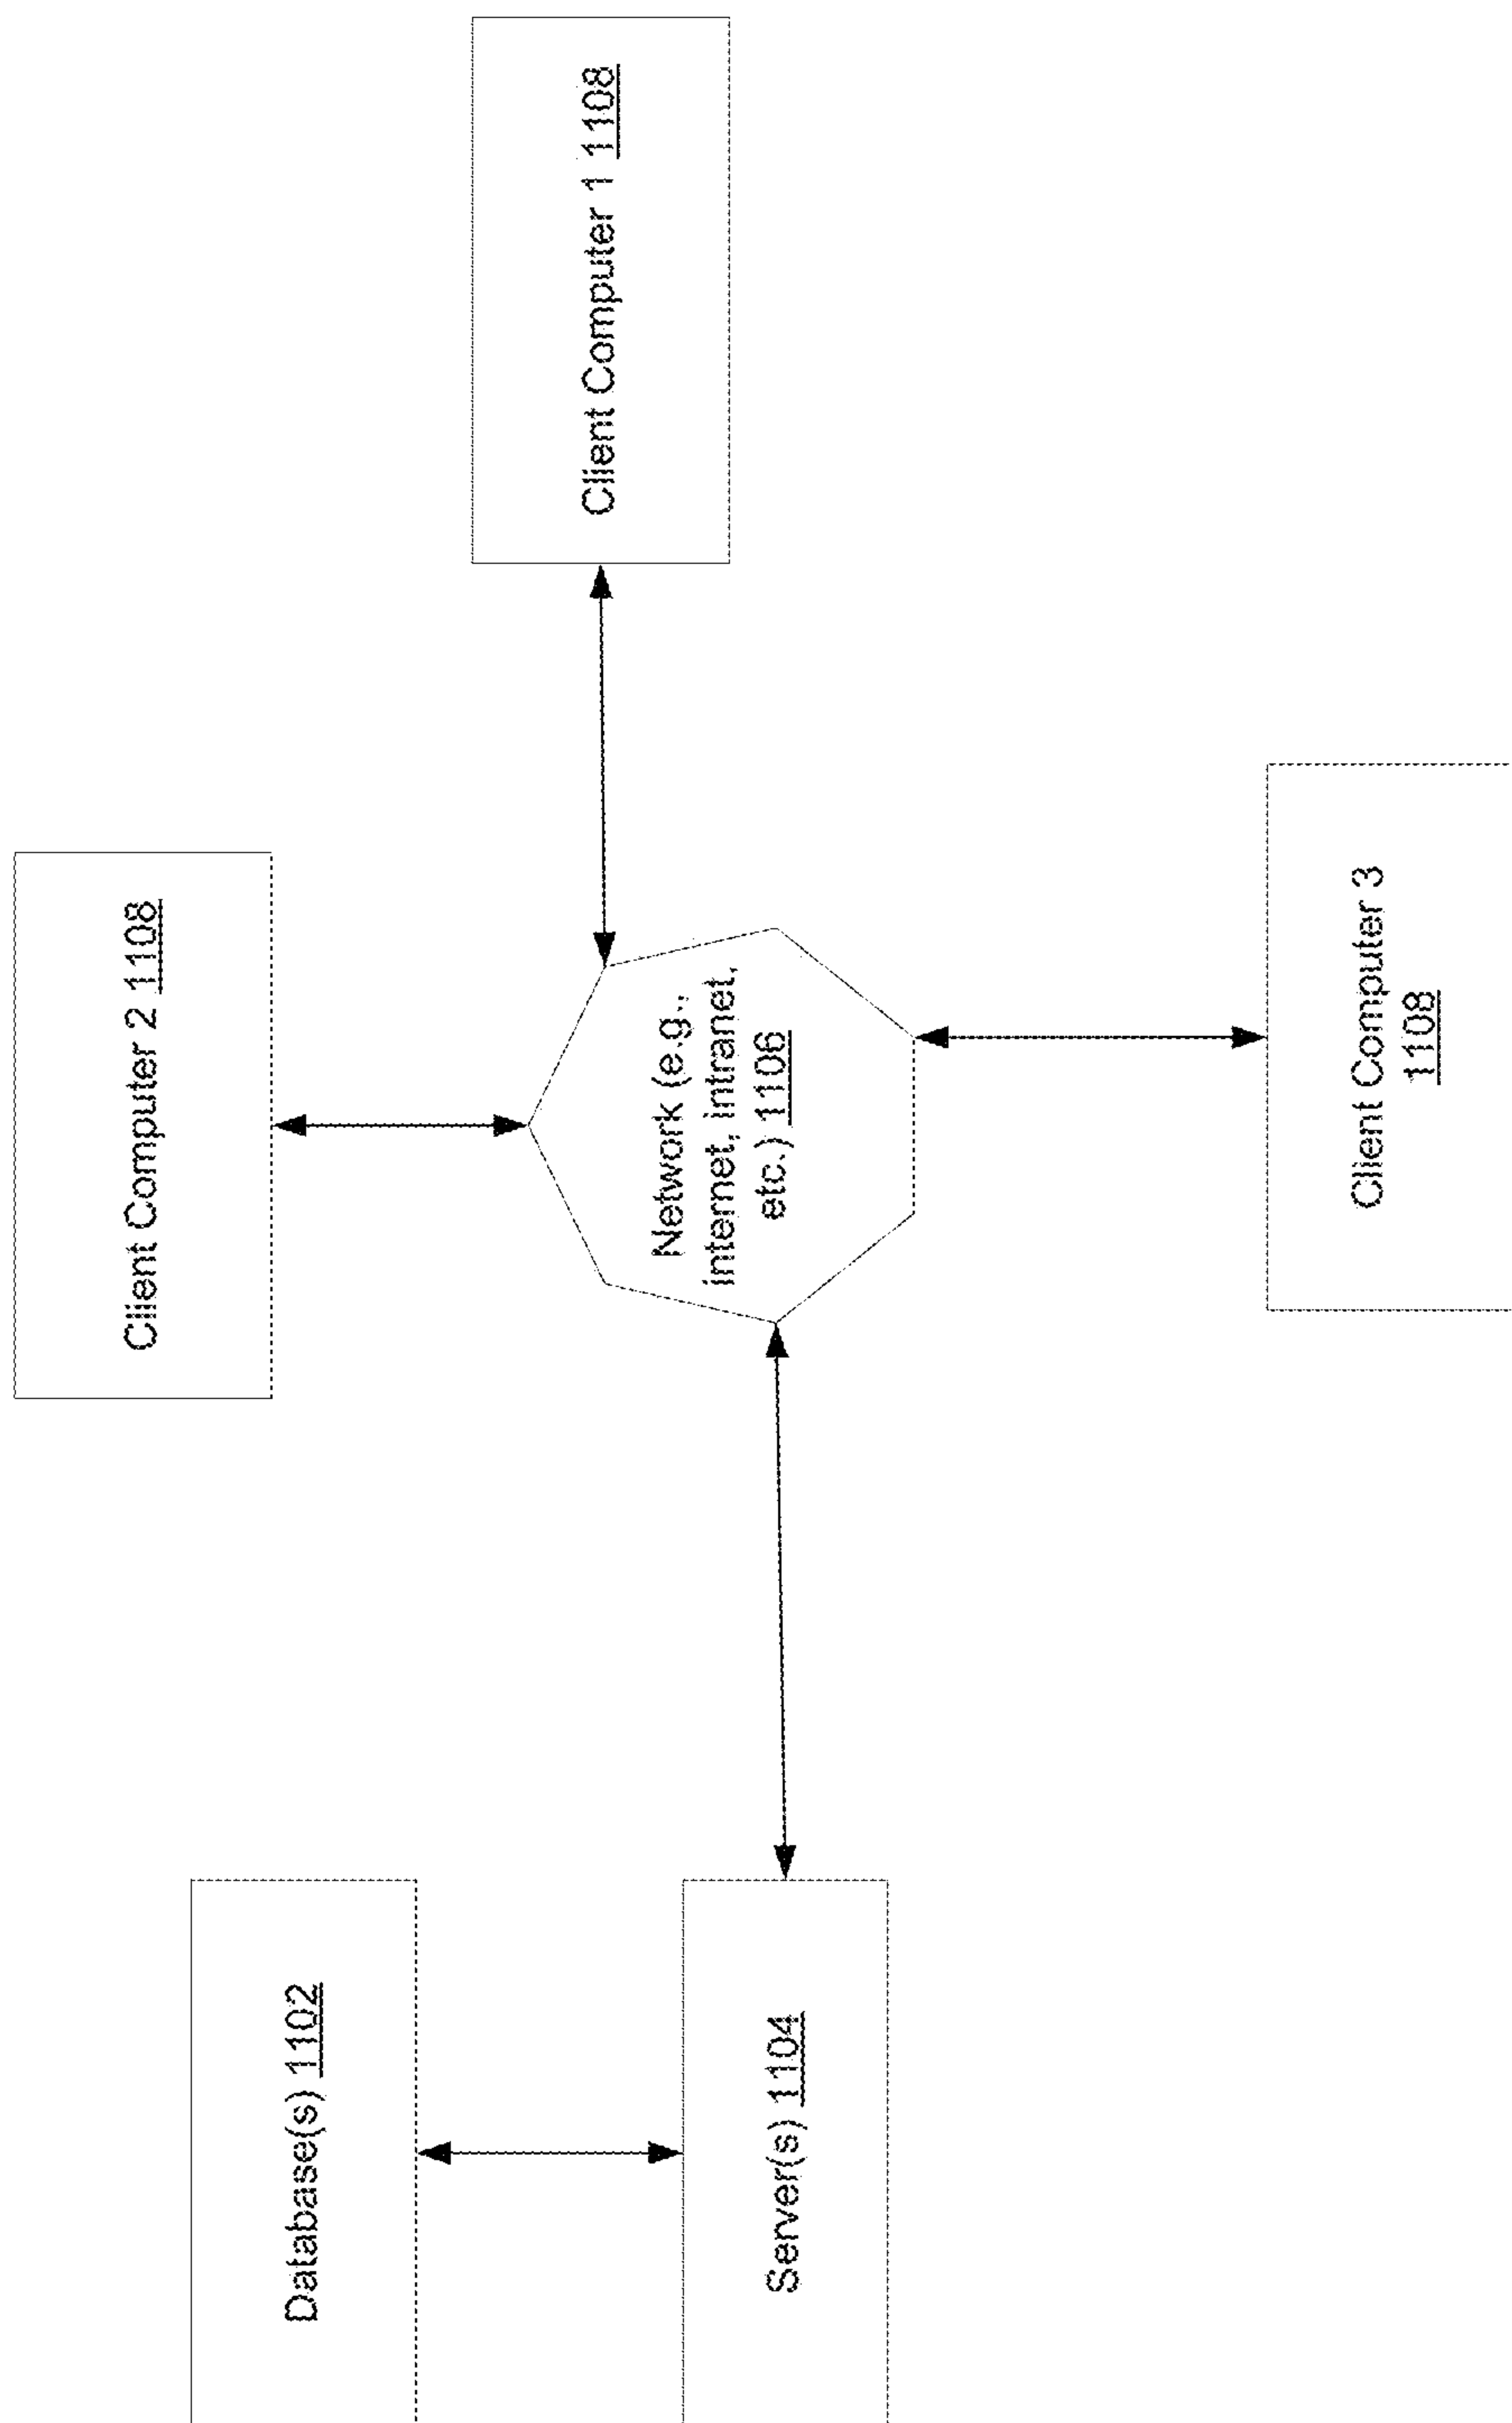 Client Computer 2 1108
Database(s) 1102
Client Computer 1 1108
Network (e.g.,
internet, intranet,
etc.) 1106
Server(s) 1104
Client Computer 3
1108